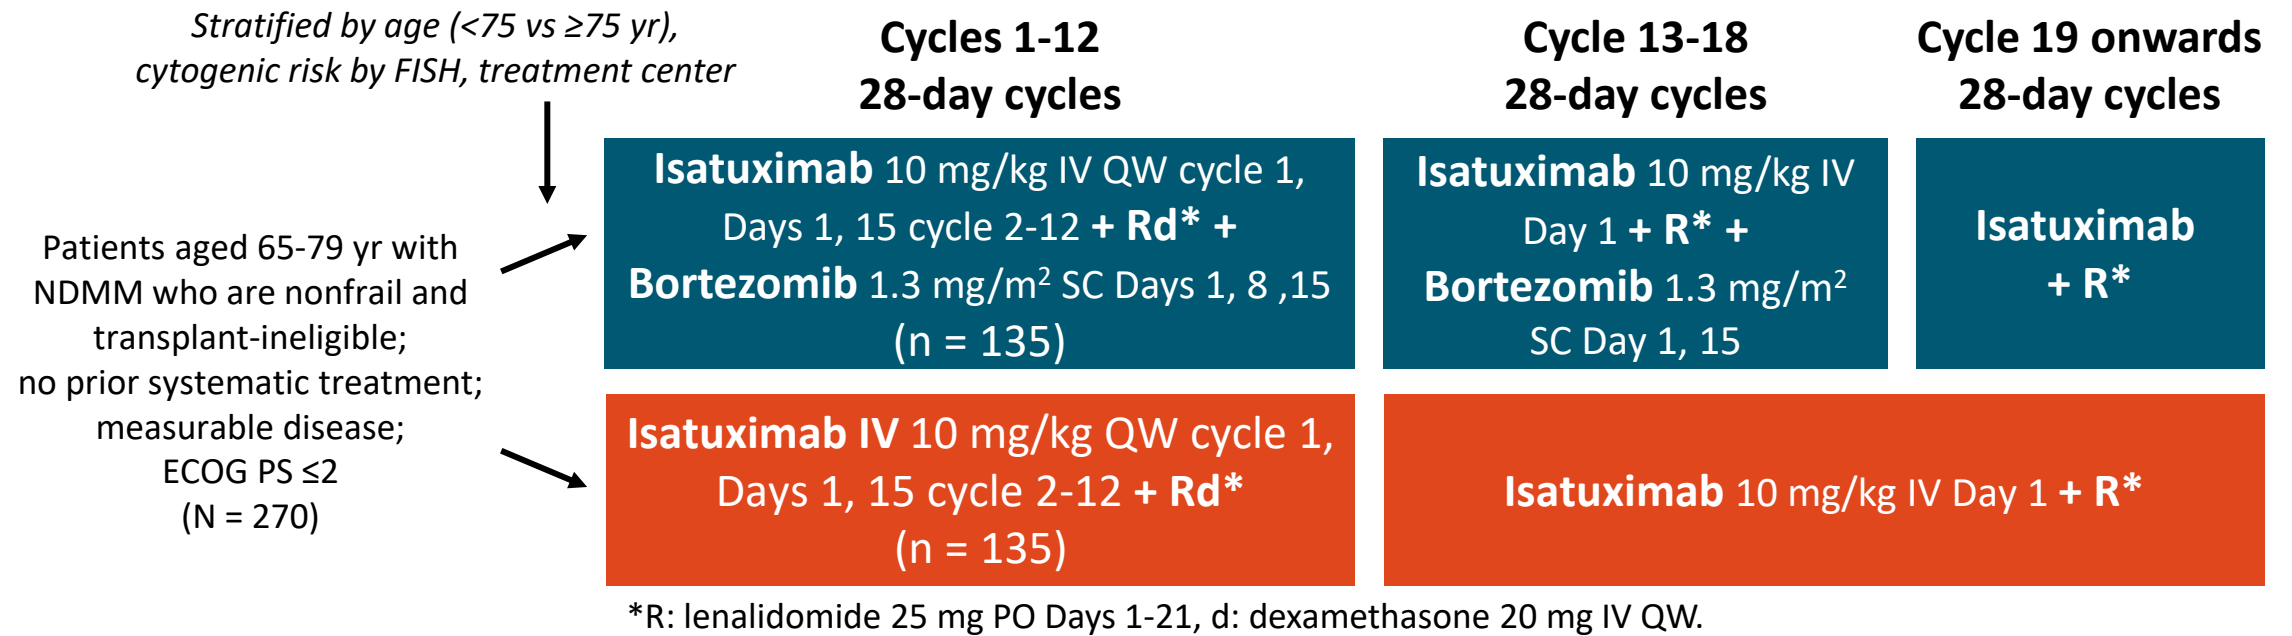 Stratified by age (<75 vs ≥75 yr),
cytogenic risk by FISH, treatment center
Cycles 1-12
28-day cycles
Cycle 13-18
28-day cycles
Cycle 19 onwards
28-day cycles
Patients aged 65-79 yr with
NDMM who are nonfrail and
transplant-ineligible;
no prior systematic treatment;
measurable disease;
ECOG PS ≤2
(N = 270)
Isatuximab 10 mg/kg IV QW cycle 1,
Days 1, 15 cycle 2-12 + Rd* +
Bortezomib 1.3 mg/m² SC Days 1, 8 ,15
(n = 135)
Isatuximab 10 mg/kg IV
Day 1 + R* +
Bortezomib 1.3 mg/m²
SC Day 1, 15
Isatuximab
+ R*
Isatuximab IV 10 mg/kg QW cycle 1,
Days 1, 15 cycle 2-12 + Rd*
(n = 135)
Isatuximab 10 mg/kg IV Day 1 + R*
*R: lenalidomide 25 mg PO Days 1-21, d: dexamethasone 20 mg IV QW.